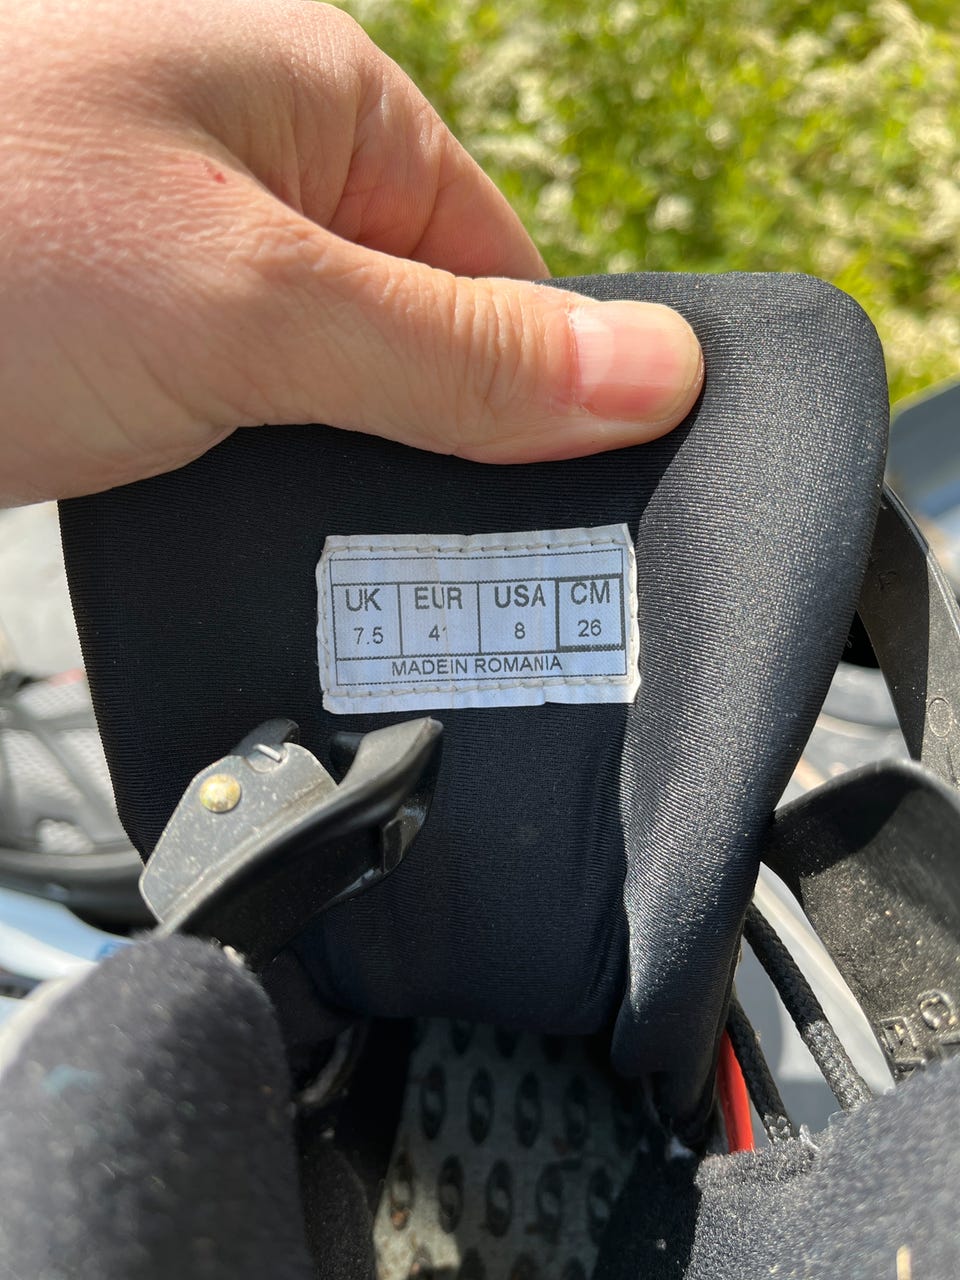 UK EUR USA CM
7.5 41 8 26
MADEIN ROMANIA